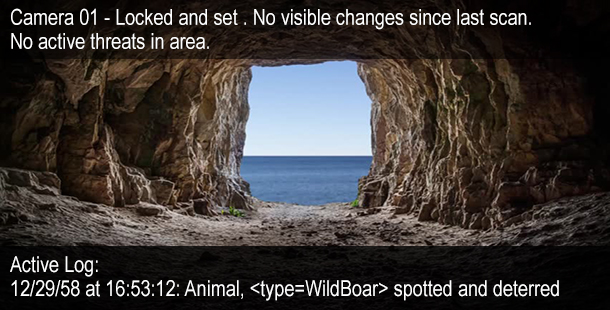 Camera 01 - Locked and set . No visible changes since last scan.
No active threats in area.
Active Log:
12/29/58 at 16:53:12: Animal, <type=WildBoar> spotted and deterred